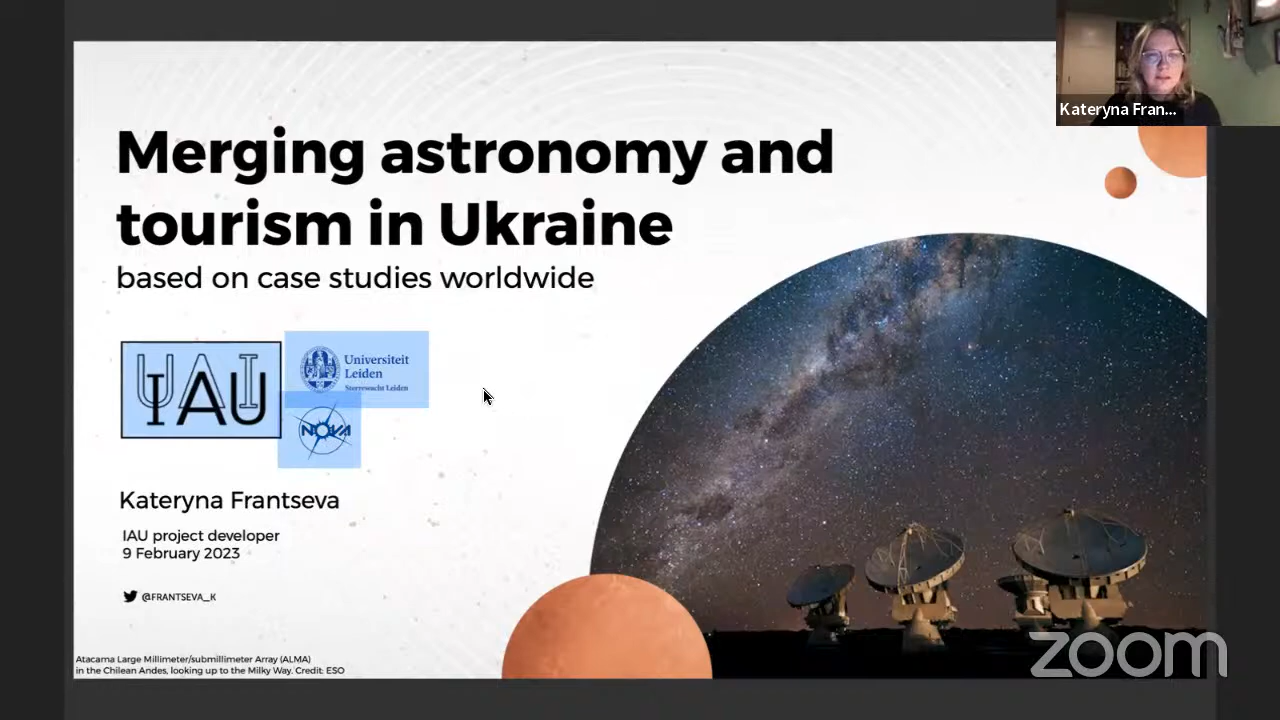 Kateryna Fran...
Merging astronomy and
tourism in Ukraine
based on case studies worldwide
UAI
IAU
Universiteit
Leiden
Sterrewacht Leiden
NOVA
Kateryna Frantseva
IAU project developer
9 February 2023
@FRANTSEVA_K
Atacama Large Millimeter/submillimeter Array (ALMA)
in the Chilean Andes, looking up to the Milky Way. Credit: ESO
zoom